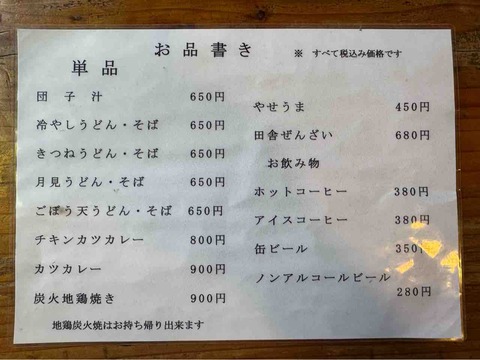 お品書き
※ すべて税込み価格です
単品
団子汁 650円
冷やしうどん・そば 650円
きつねうどん・そば 650円
月見うどん・そば 650円
ごぼう天うどん・そば 650円
チキンカツカレー 800円
カツカレー 900円
炭火地鶏焼き 900円
地鶏炭火焼はお持ち帰り出来ます
やせうま 450円
田舎ぜんざい 680円
お飲み物
ホットコーヒー 380円
アイスコーヒー 380円
缶ビール 350円
ノンアルコールビール
280円